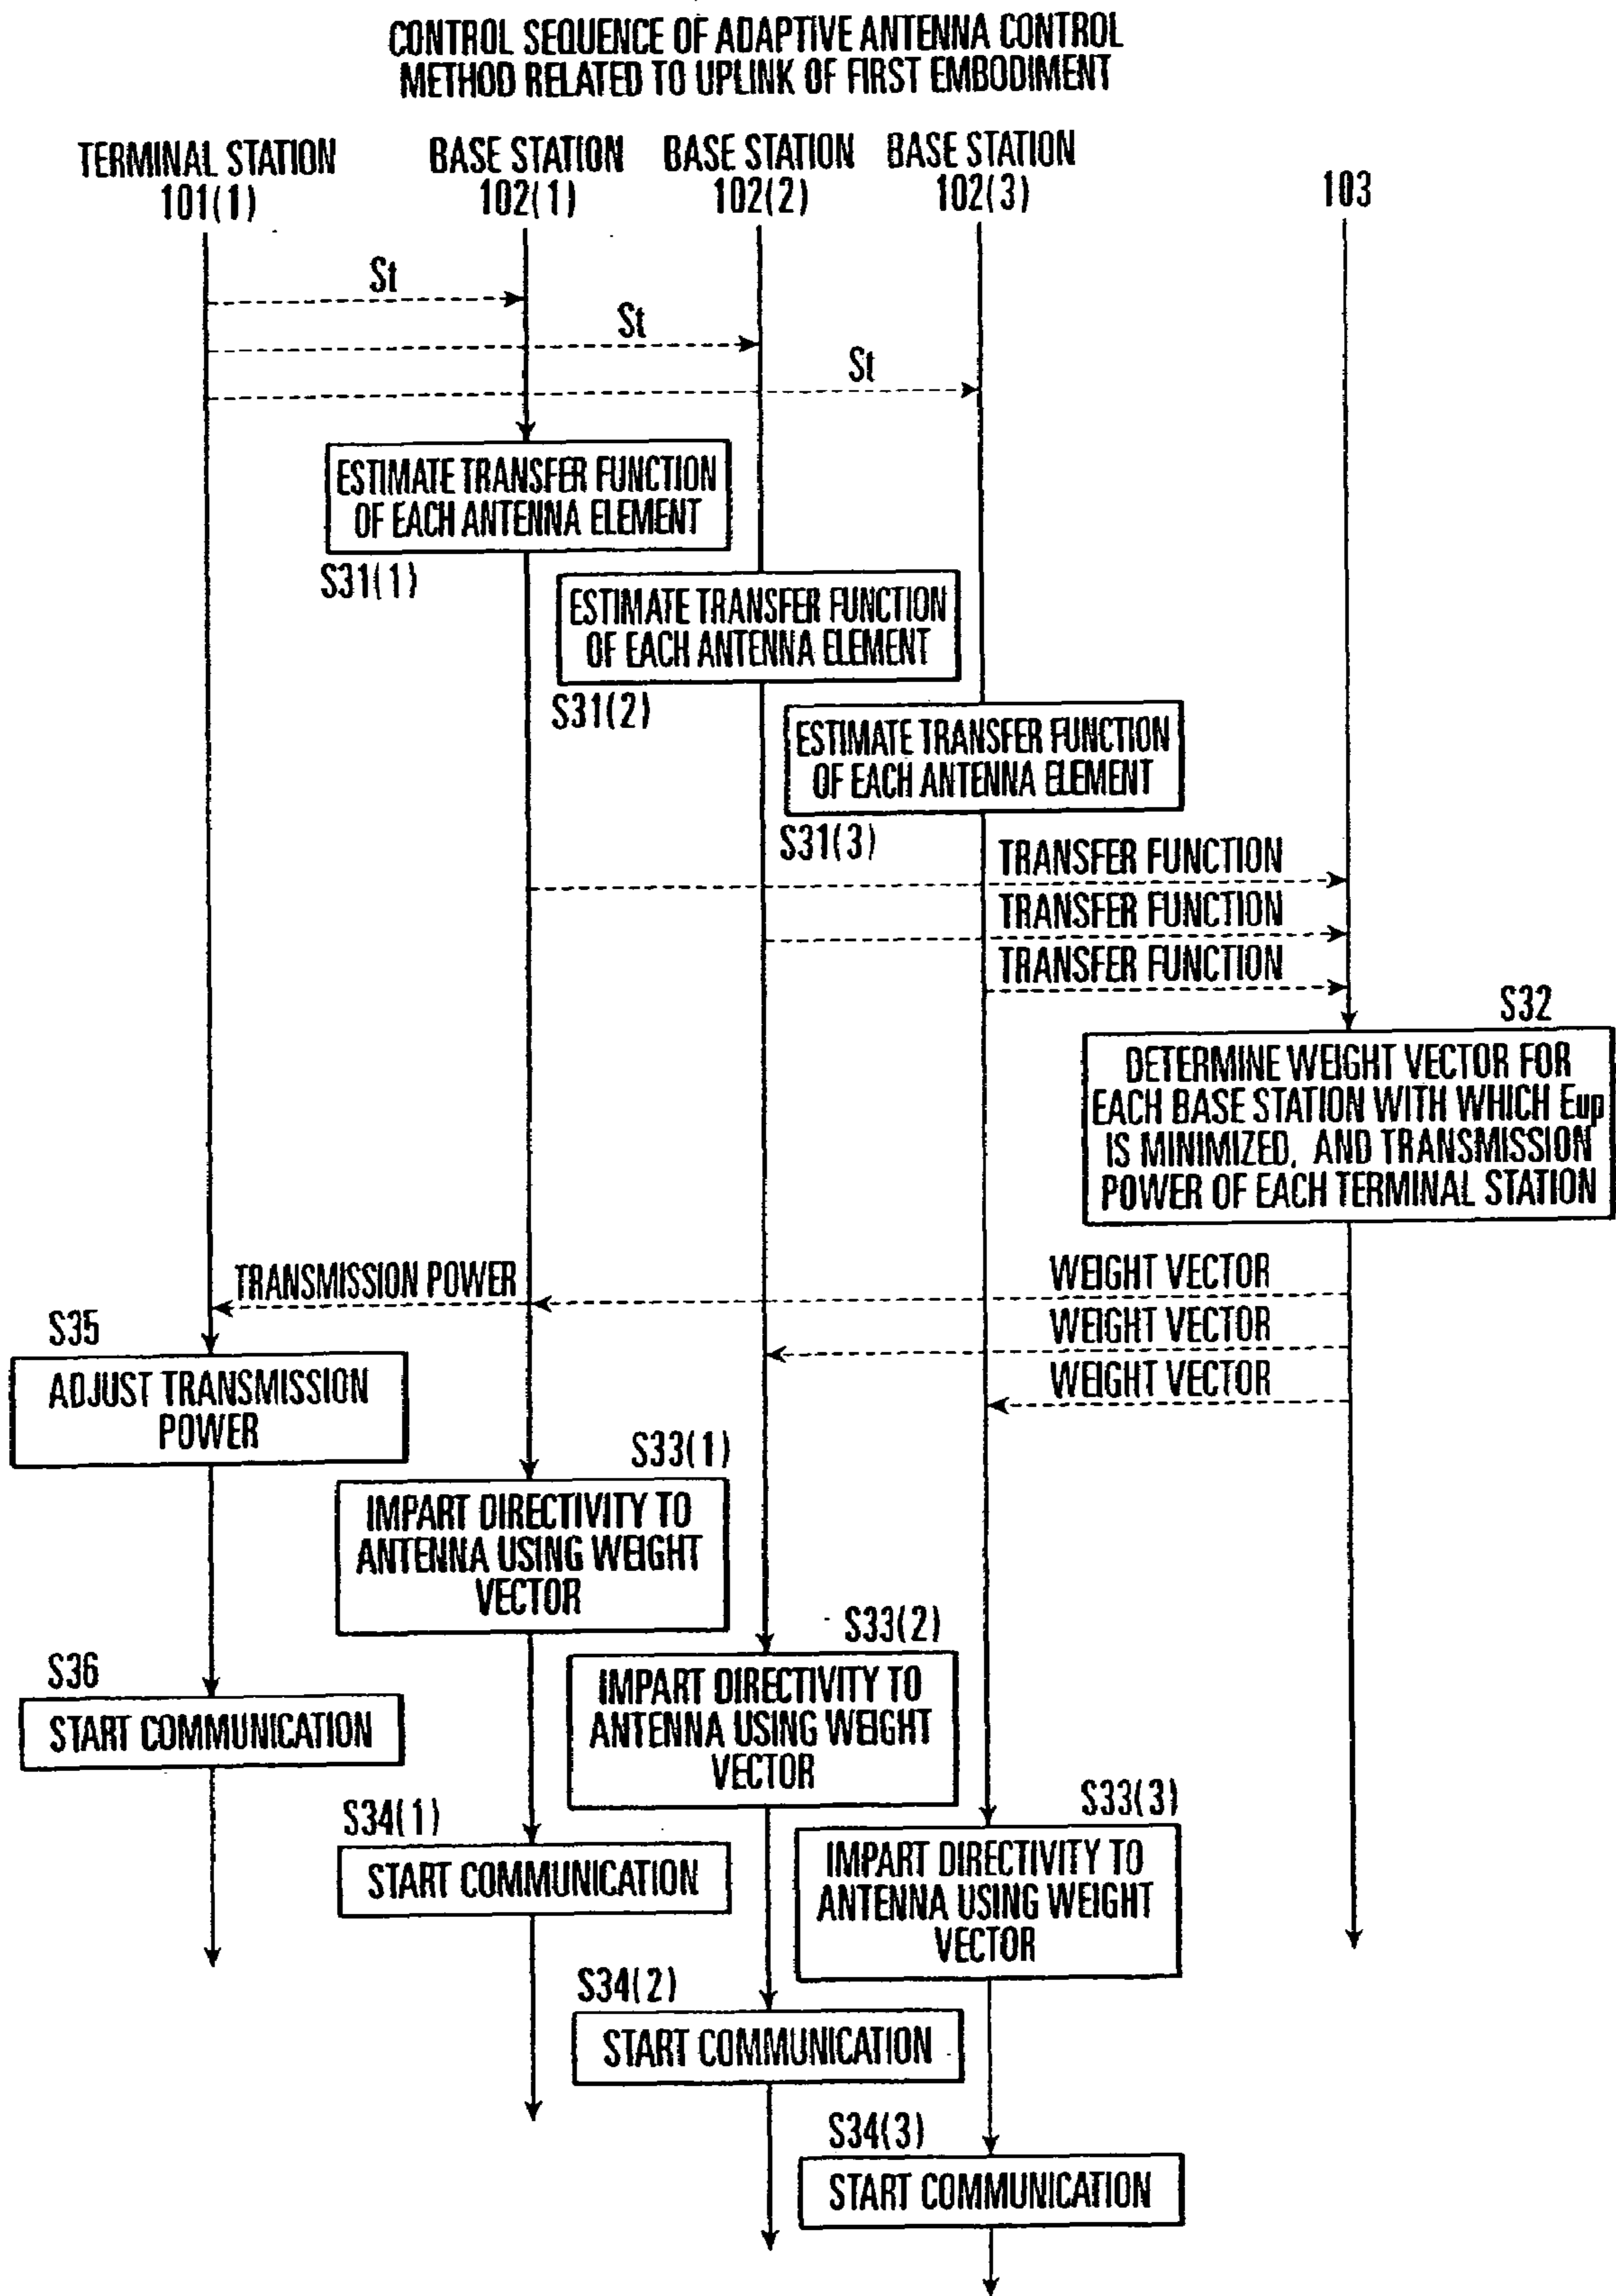 CONTROL SEQUENCE OF ADAPTIVE ANTENNA CONTROL
METHOD RELATED TO UPLINK OF FIRST EMBODIMENT
TERMINAL STATION
101(1)
BASE STATION
102(1)
BASE STATION
102(2)
BASE STATION
102(3)
103
St
St
St
ESTIMATE TRANSFER FUNCTION
OF EACH ANTENNA ELEMENT
S31(1)
ESTIMATE TRANSFER FUNCTION
OF EACH ANTENNA ELEMENT
S31(2)
ESTIMATE TRANSFER FUNCTION
OF EACH ANTENNA ELEMENT
S31(3)
TRANSFER FUNCTION
TRANSFER FUNCTION
TRANSFER FUNCTION
S32
DETERMINE WEIGHT VECTOR FOR
EACH BASE STATION WITH WHICH Eup
IS MINIMIZED, AND TRANSMISSION
POWER OF EACH TERMINAL STATION
TRANSMISSION POWER
WEIGHT VECTOR
WEIGHT VECTOR
WEIGHT VECTOR
S35
ADJUST TRANSMISSION
POWER
S33(1)
IMPART DIRECTIVITY TO
ANTENNA USING WEIGHT
VECTOR
S33(2)
IMPART DIRECTIVITY TO
ANTENNA USING WEIGHT
VECTOR
S36
START COMMUNICATION
S33(3)
IMPART DIRECTIVITY TO
ANTENNA USING WEIGHT
VECTOR
S34(1)
START COMMUNICATION
S34(2)
START COMMUNICATION
S34(3)
START COMMUNICATION